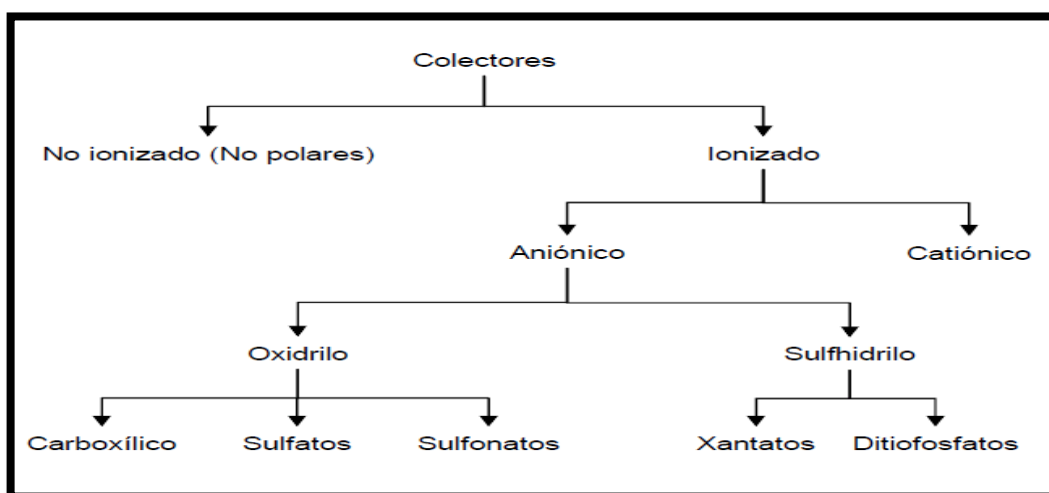 Colectores
No ionizado (No polares)
Ionizado
Aniónico
Catiónico
Oxidrilo
Sulfhidrilo
Carboxílico
Sulfatos
Sulfonatos
Xantatos
Ditiofosfatos